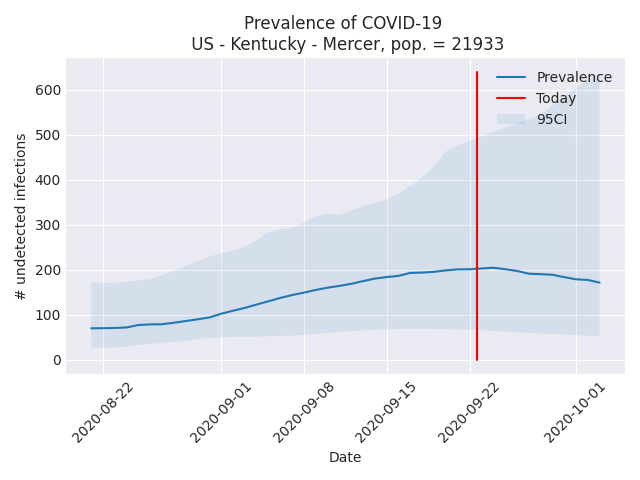 Prevalence of COVID-19
US - Kentucky - Mercer, pop. = 21933
Prevalence
Today
95CI
600
500
400
300
200
100
0
# undetected infections
2020-08-22
2020-09-01
2020-09-08
2020-09-15
2020-09-22
2020-10-01
Date